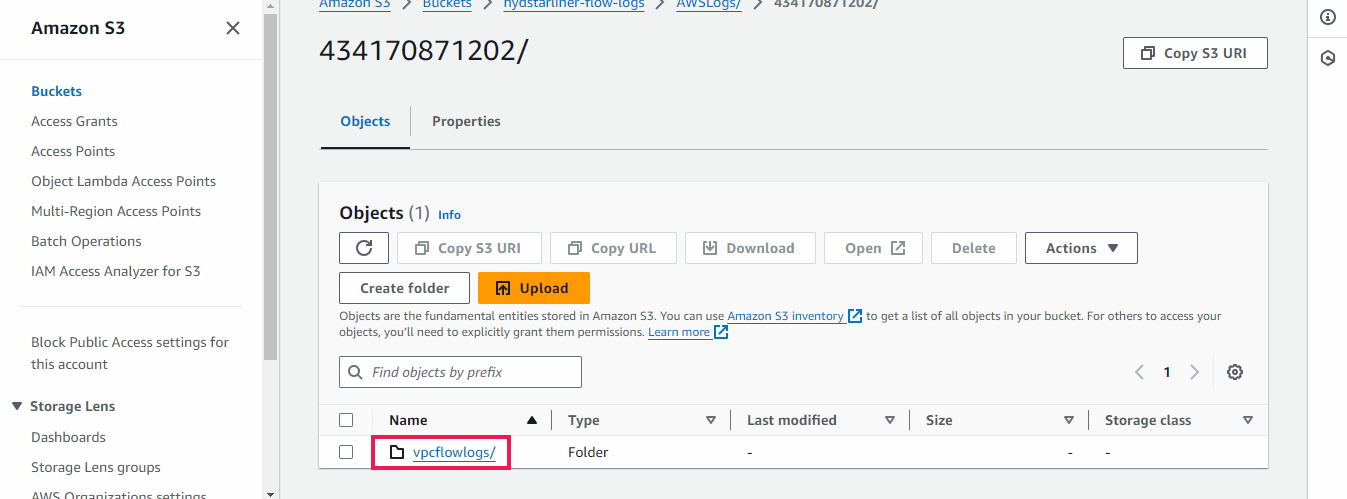 Amazon S3
Buckets
Access Grants
Access Points
Object Lambda Access Points
Multi-Region Access Points
Batch Operations
IAM Access Analyzer for S3
Block Public Access settings for
this account
Storage Lens
Dashboards
Storage Lens groups
AWS Organizations settings
Amazon S3 > Buckets > hydstarliner-flow-logs > AWSLogs/ > 434170871202/
434170871202/
Copy S3 URI
Objects
Properties
Objects (1) Info
Copy S3 URI
Copy URL
Download
Open
Delete
Actions
Create folder
Upload
Objects are the fundamental entities stored in Amazon S3. You can use Amazon S3 inventory to get a list of all objects in your bucket. For others to access your
objects, you'll need to explicitly grant them permissions. Learn more
Find objects by prefix
1
Name Type Last modified Size Storage class
vpcflowlogs/ Folder - - -